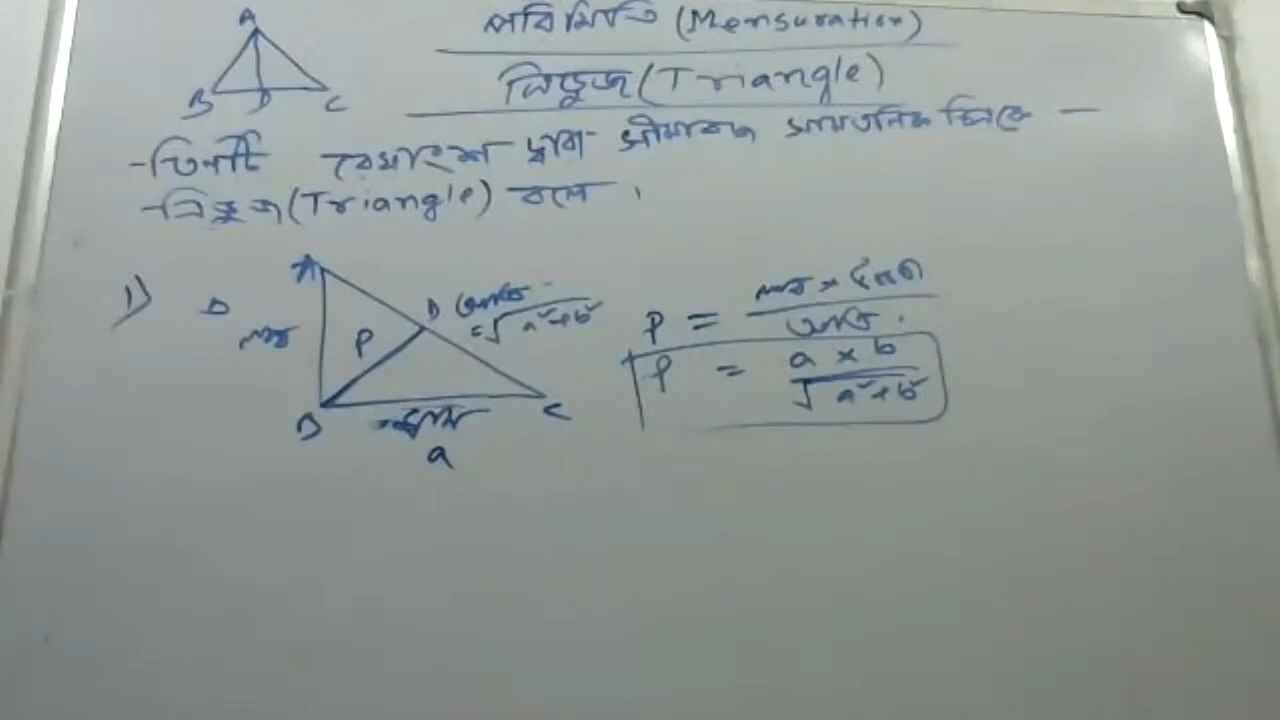 পরিমিতি (Mensuration)
ত্রিভুজ (Triangle)
A
B D C
- তিনটি রেখাংশ দ্বারা সীমাবদ্ধ সামতলিক ক্ষেত্রকে -
- ত্রিভুজ (Triangle) বলে ।
1)
A
লম্ব
P
D অতি.
= √a²+b²
B
C
ভূমি
a
P = লম্ব × ভূমি / অতি.
P = a × b / √a²+b²